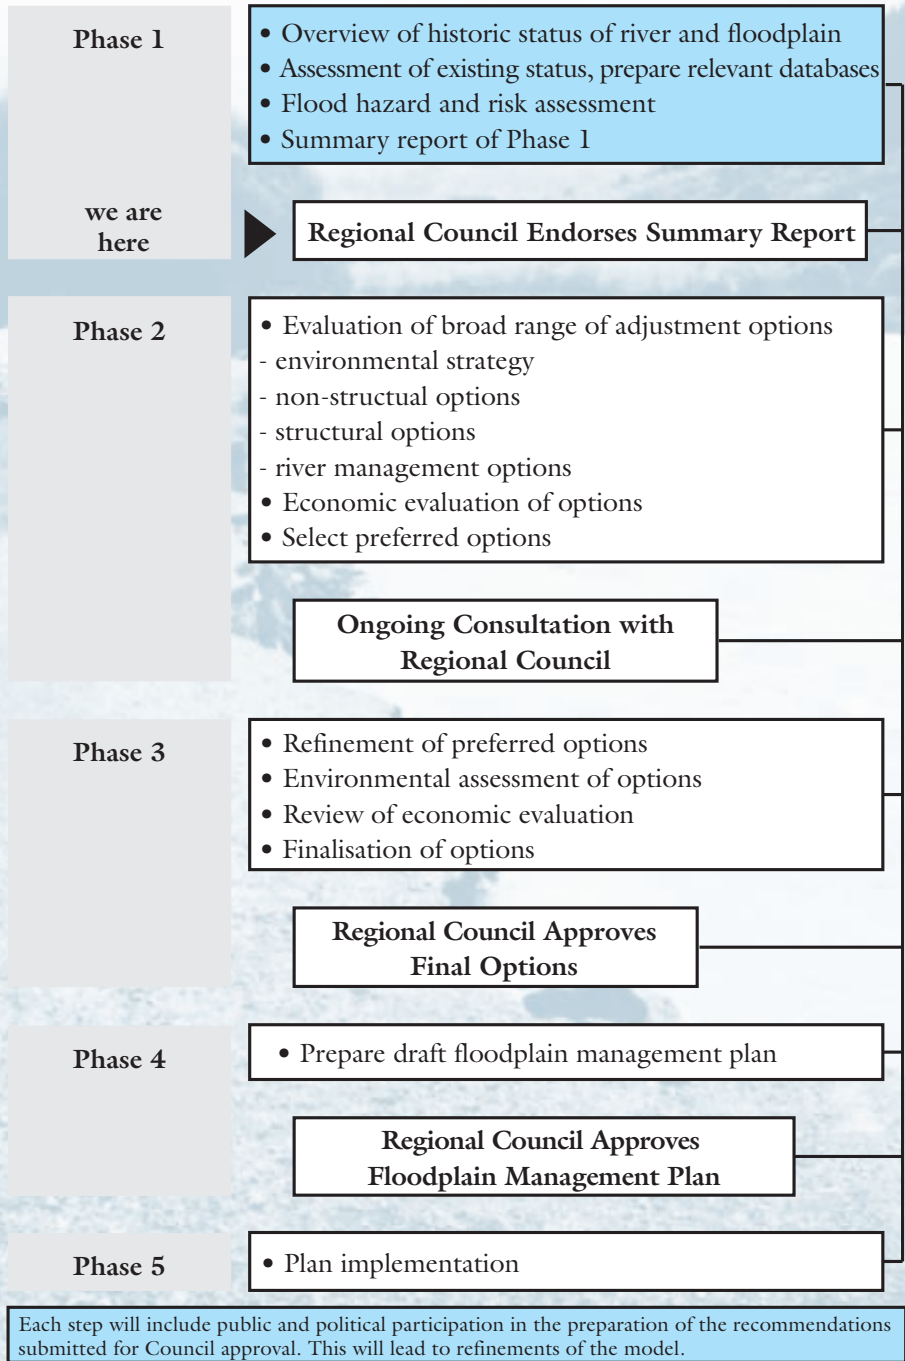 Phase 1
• Overview of historic status of river and floodplain
• Assessment of existing status, prepare relevant databases
• Flood hazard and risk assessment
• Summary report of Phase 1
we are
here
Regional Council Endorses Summary Report
Phase 2
• Evaluation of broad range of adjustment options
- environmental strategy
- non-structual options
- structural options
- river management options
• Economic evaluation of options
• Select preferred options
Ongoing Consultation with
Regional Council
Phase 3
• Refinement of preferred options
• Environmental assessment of options
• Review of economic evaluation
• Finalisation of options
Regional Council Approves
Final Options
Phase 4
• Prepare draft floodplain management plan
Regional Council Approves
Floodplain Management Plan
Phase 5
• Plan implementation
Each step will include public and political participation in the preparation of the recommendations
submitted for Council approval. This will lead to refinements of the model.